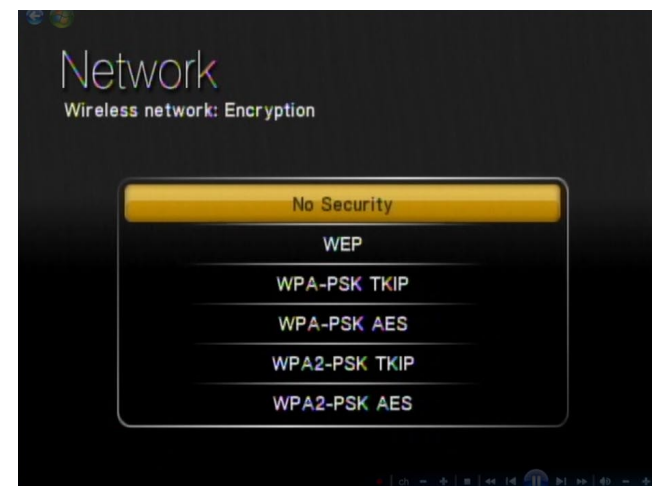 Network
Wireless network: Encryption
No Security
WEP
WPA-PSK TKIP
WPA-PSK AES
WPA2-PSK TKIP
WPA2-PSK AES
ch